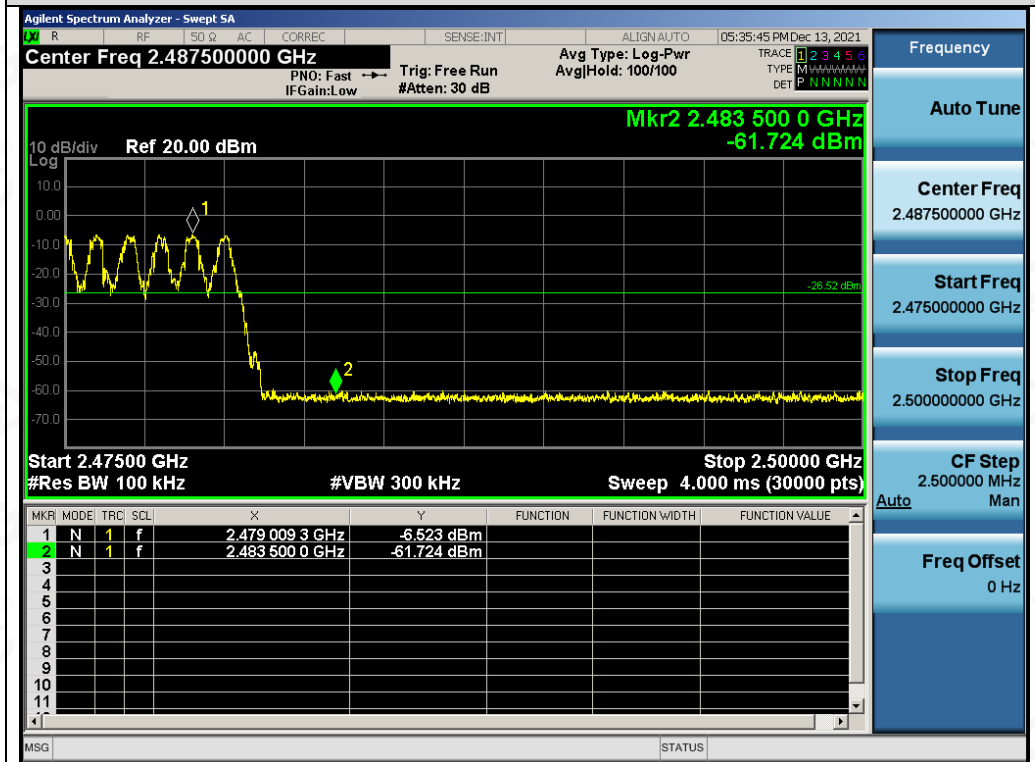 Agilent Spectrum Analyzer - Swept SA
LXI R RF 50 Ω AC CORREC SENSE:INT ALIGN AUTO 05:35:45 PM Dec 13, 2021
Center Freq 2.487500000 GHz
PNO: Fast
IFGain:Low
Trig: Free Run
#Atten: 30 dB
Avg Type: Log-Pwr
Avg|Hold: 100/100
TRACE 1 2 3 4 5 6
TYPE M WWWWW
DET P N N N N N
Mkr2 2.483 500 0 GHz
-61.724 dBm
10 dB/div Ref 20.00 dBm
Log
10.0
0.00
-10.0
-20.0
-30.0
-40.0
-50.0
-60.0
-70.0
1
2
-26.52 dBm
Start 2.47500 GHz Stop 2.50000 GHz
#Res BW 100 kHz #VBW 300 kHz Sweep 4.000 ms (30000 pts)
MKR MODE TRC SCL X Y FUNCTION FUNCTION WIDTH FUNCTION VALUE
1 N 1 f 2.479 009 3 GHz -6.523 dBm
2 N 1 f 2.483 500 0 GHz -61.724 dBm
3
4
5
6
7
8
9
10
11
MSG STATUS
Frequency
Auto Tune
Center Freq
2.487500000 GHz
Start Freq
2.475000000 GHz
Stop Freq
2.500000000 GHz
CF Step
2.500000 MHz
Auto Man
Freq Offset
0 Hz